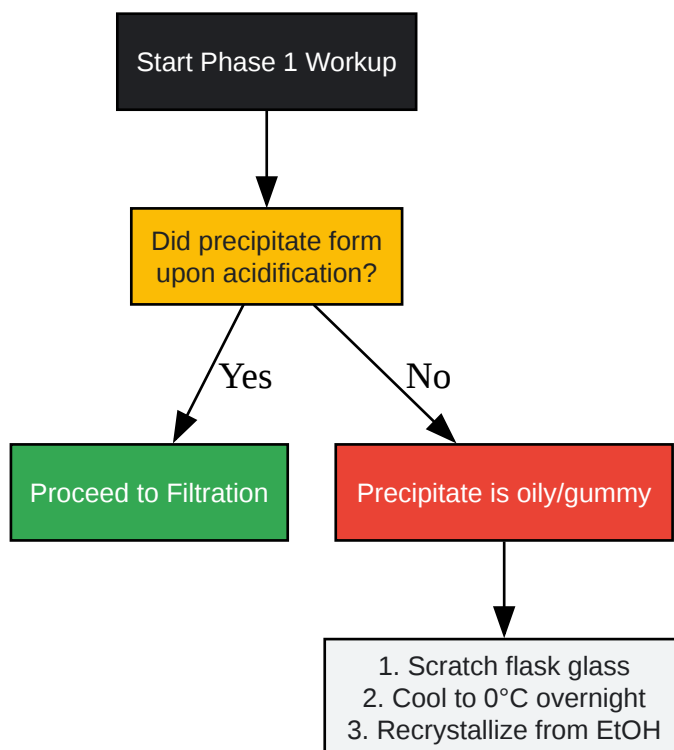 Start Phase 1 Workup
Did precipitate form
upon acidification?
Yes
No
Proceed to Filtration
Precipitate is oily/gummy
1. Scratch flask glass
2. Cool to 0°C overnight
3. Recrystallize from EtOH